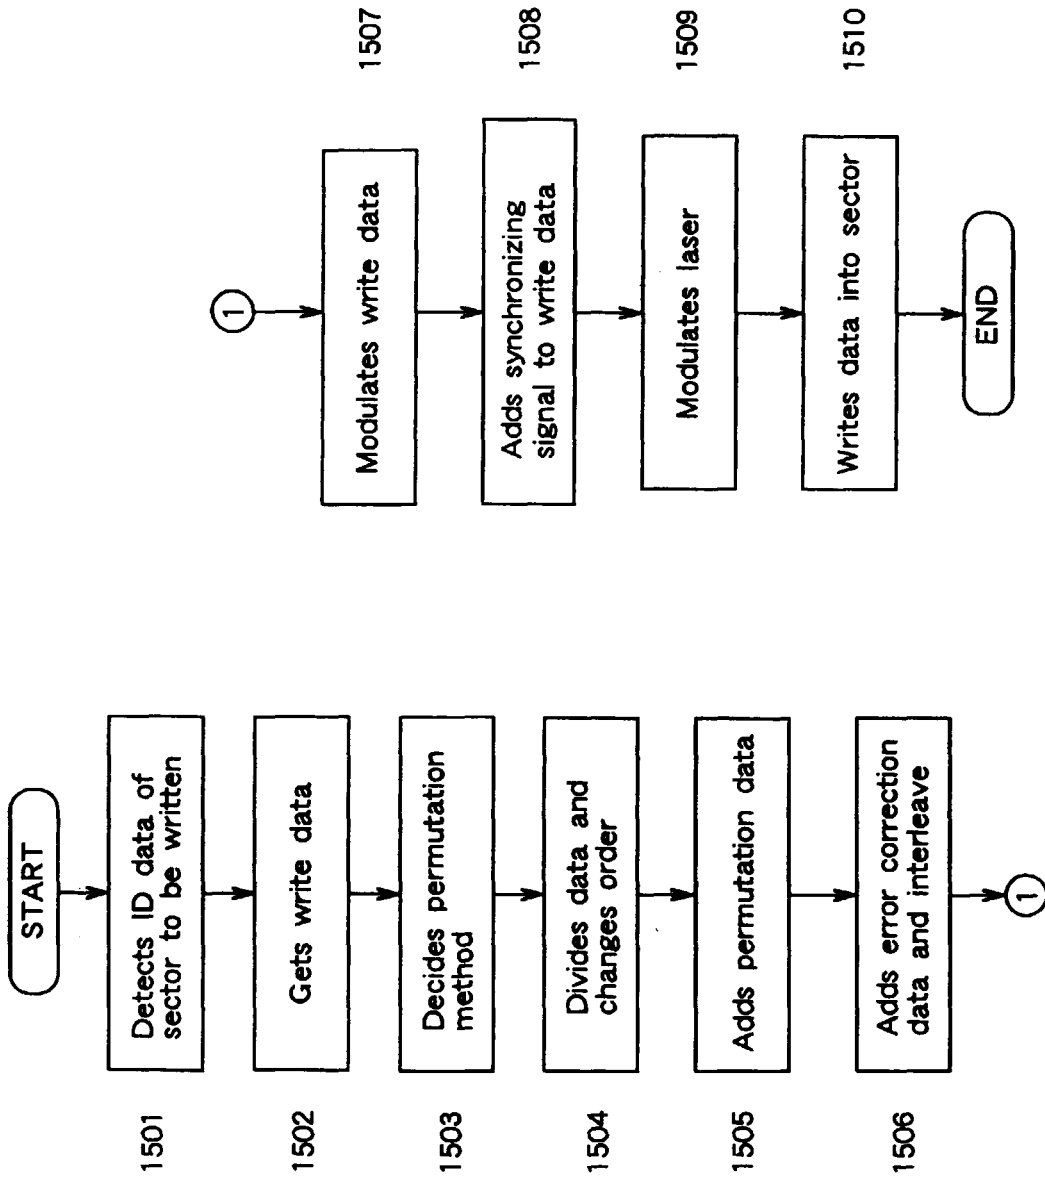 START
1501
Detects ID data of
sector to be written
1502
Gets write data
1503
Decides permutation
method
1504
Divides data and
changes order
1505
Adds permutation data
1506
Adds error correction
data and interleave
1
1
Modulates write data
1507
Adds synchronizing
signal to write data
1508
Modulates laser
1509
Writes data into sector
1510
END